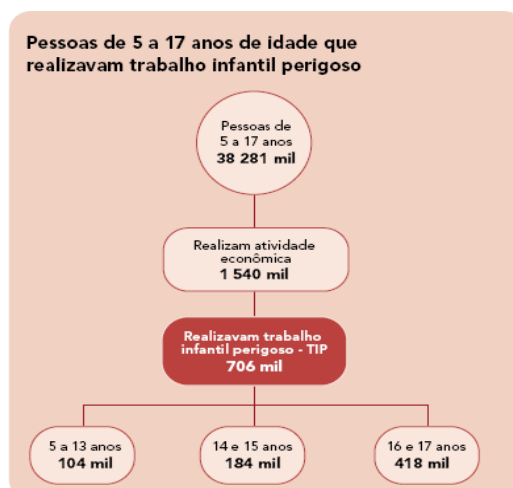 Pessoas de 5 a 17 anos de idade que
realizavam trabalho infantil perigoso
Pessoas de
5 a 17 anos
38 281 mil
Realizam atividade
econômica
1 540 mil
Realizavam trabalho
infantil perigoso - TIP
706 mil
5 a 13 anos
104 mil
14 e 15 anos
184 mil
16 e 17 anos
418 mil